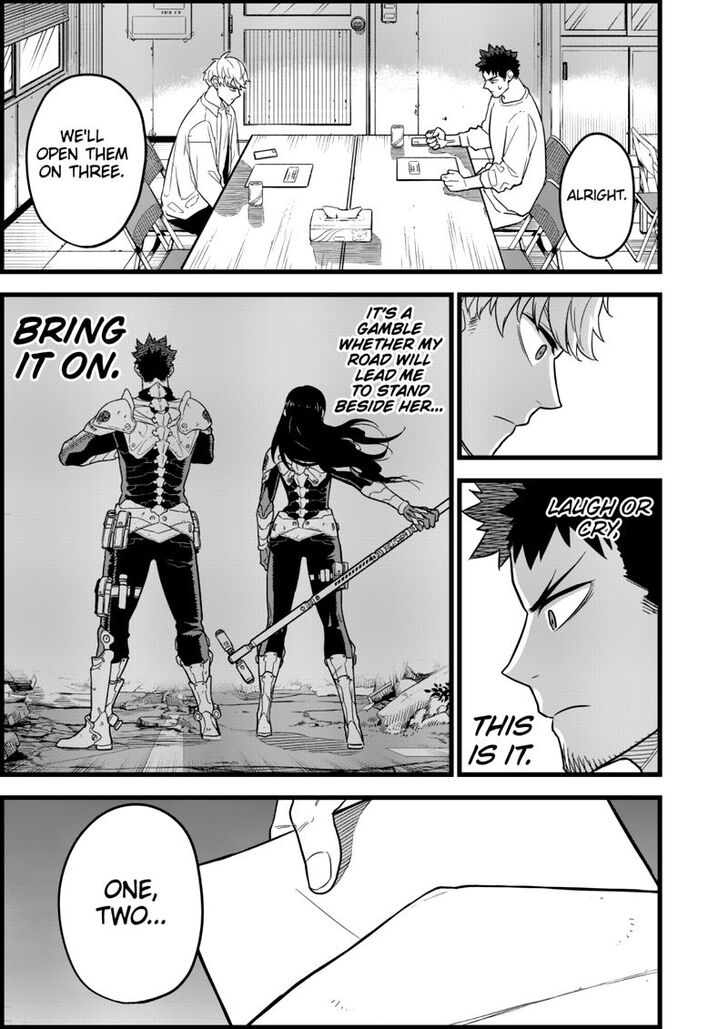 ALRIGHT.
WE'LL
OPEN THEM
ON THREE.
LAUGH OR
CRY,
THIS
IS IT.
IT'S A
GAMBLE
WHETHER MY
ROAD WILL
LEAD ME
TO STAND
BESIDE HER...
BRING
IT ON.
ONE,
TWO...